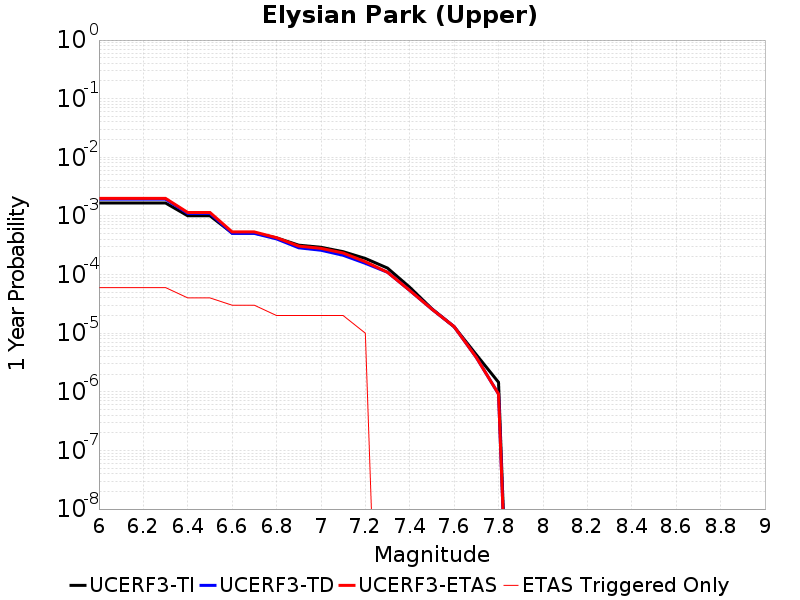 Elysian Park (Upper)
1 Year Probability
10^0
10^-1
10^-2
10^-3
10^-4
10^-5
10^-6
10^-7
10^-8
6 6.2 6.4 6.6 6.8 7 7.2 7.4 7.6 7.8 8 8.2 8.4 8.6 8.8 9
Magnitude
UCERF3-TI UCERF3-TD UCERF3-ETAS ETAS Triggered Only